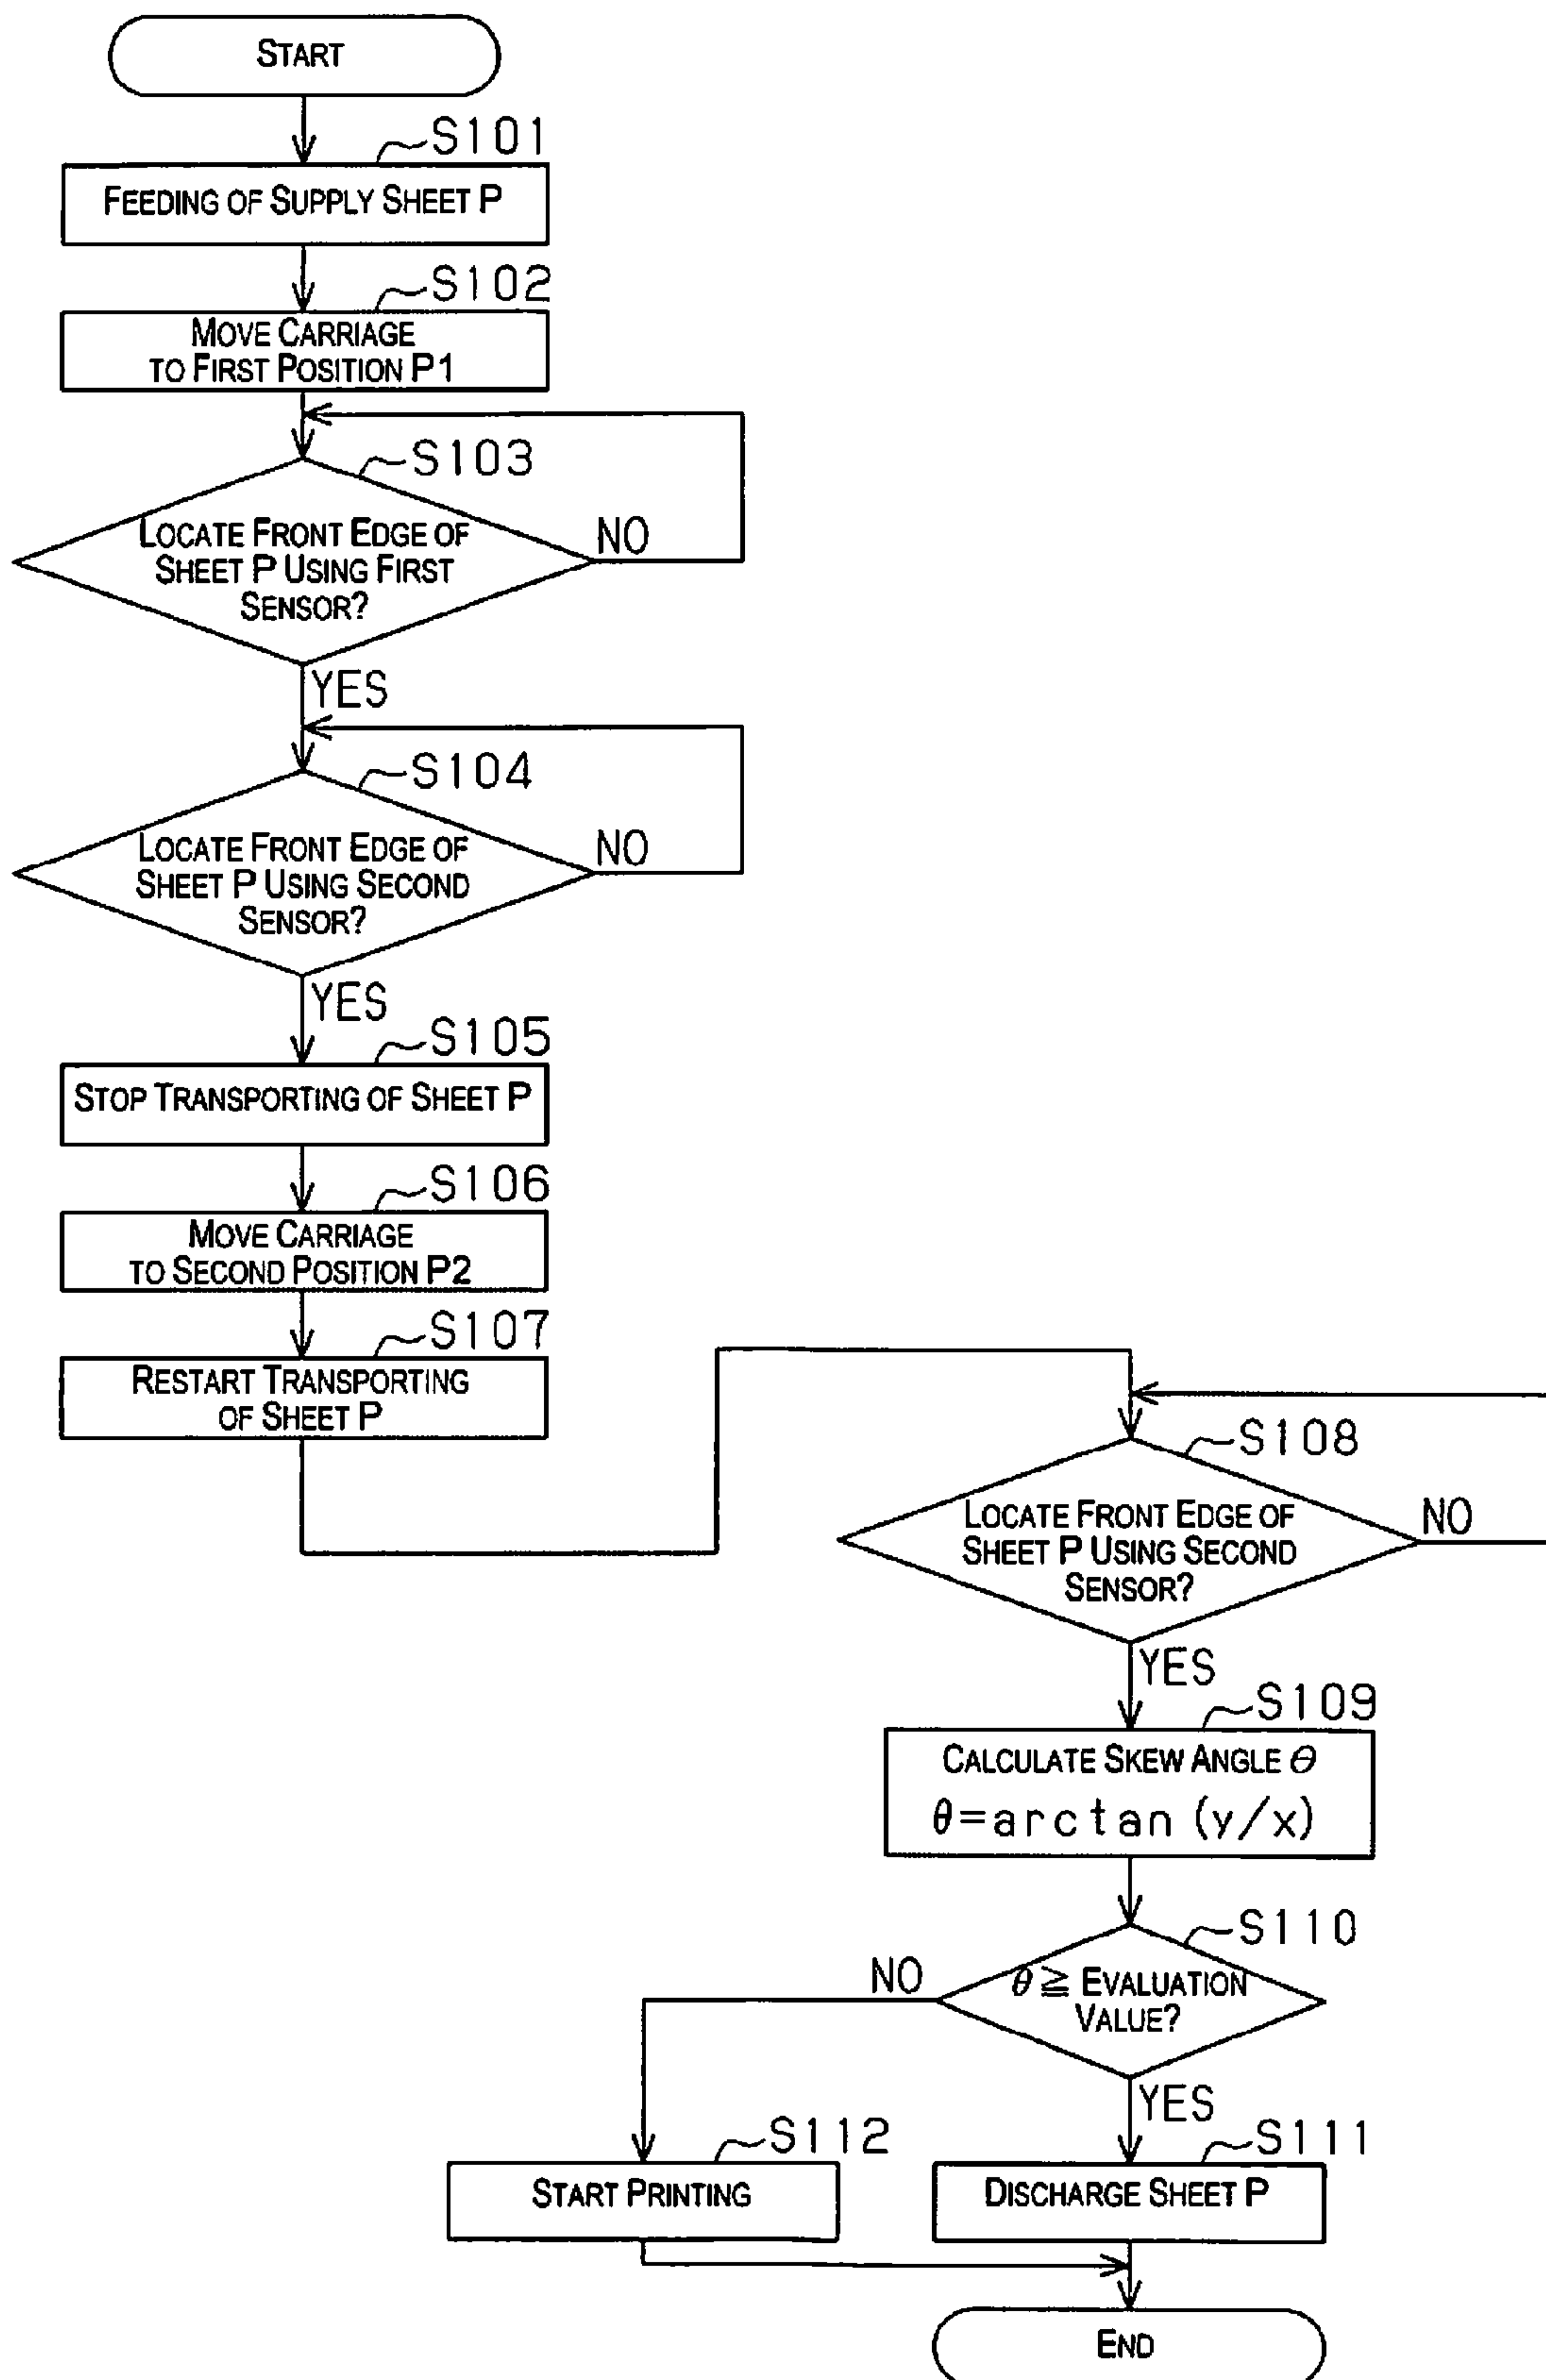 START
S101
FEEDING OF SUPPLY SHEET P
S102
MOVE CARRIAGE
TO FIRST POSITION P1
S103
LOCATE FRONT EDGE OF
SHEET P USING FIRST
SENSOR?
NO
YES
S104
LOCATE FRONT EDGE OF
SHEET P USING SECOND
SENSOR?
NO
YES
S105
STOP TRANSPORTING OF SHEET P
S106
MOVE CARRIAGE
TO SECOND POSITION P2
S107
RESTART TRANSPORTING
OF SHEET P
S108
LOCATE FRONT EDGE OF
SHEET P USING SECOND
SENSOR?
NO
YES
S109
CALCULATE SKEW ANGLE θ
θ=arctan (y/x)
S110
θ ≧ EVALUATION
VALUE?
NO
YES
S112
START PRINTING
S111
DISCHARGE SHEET P
END